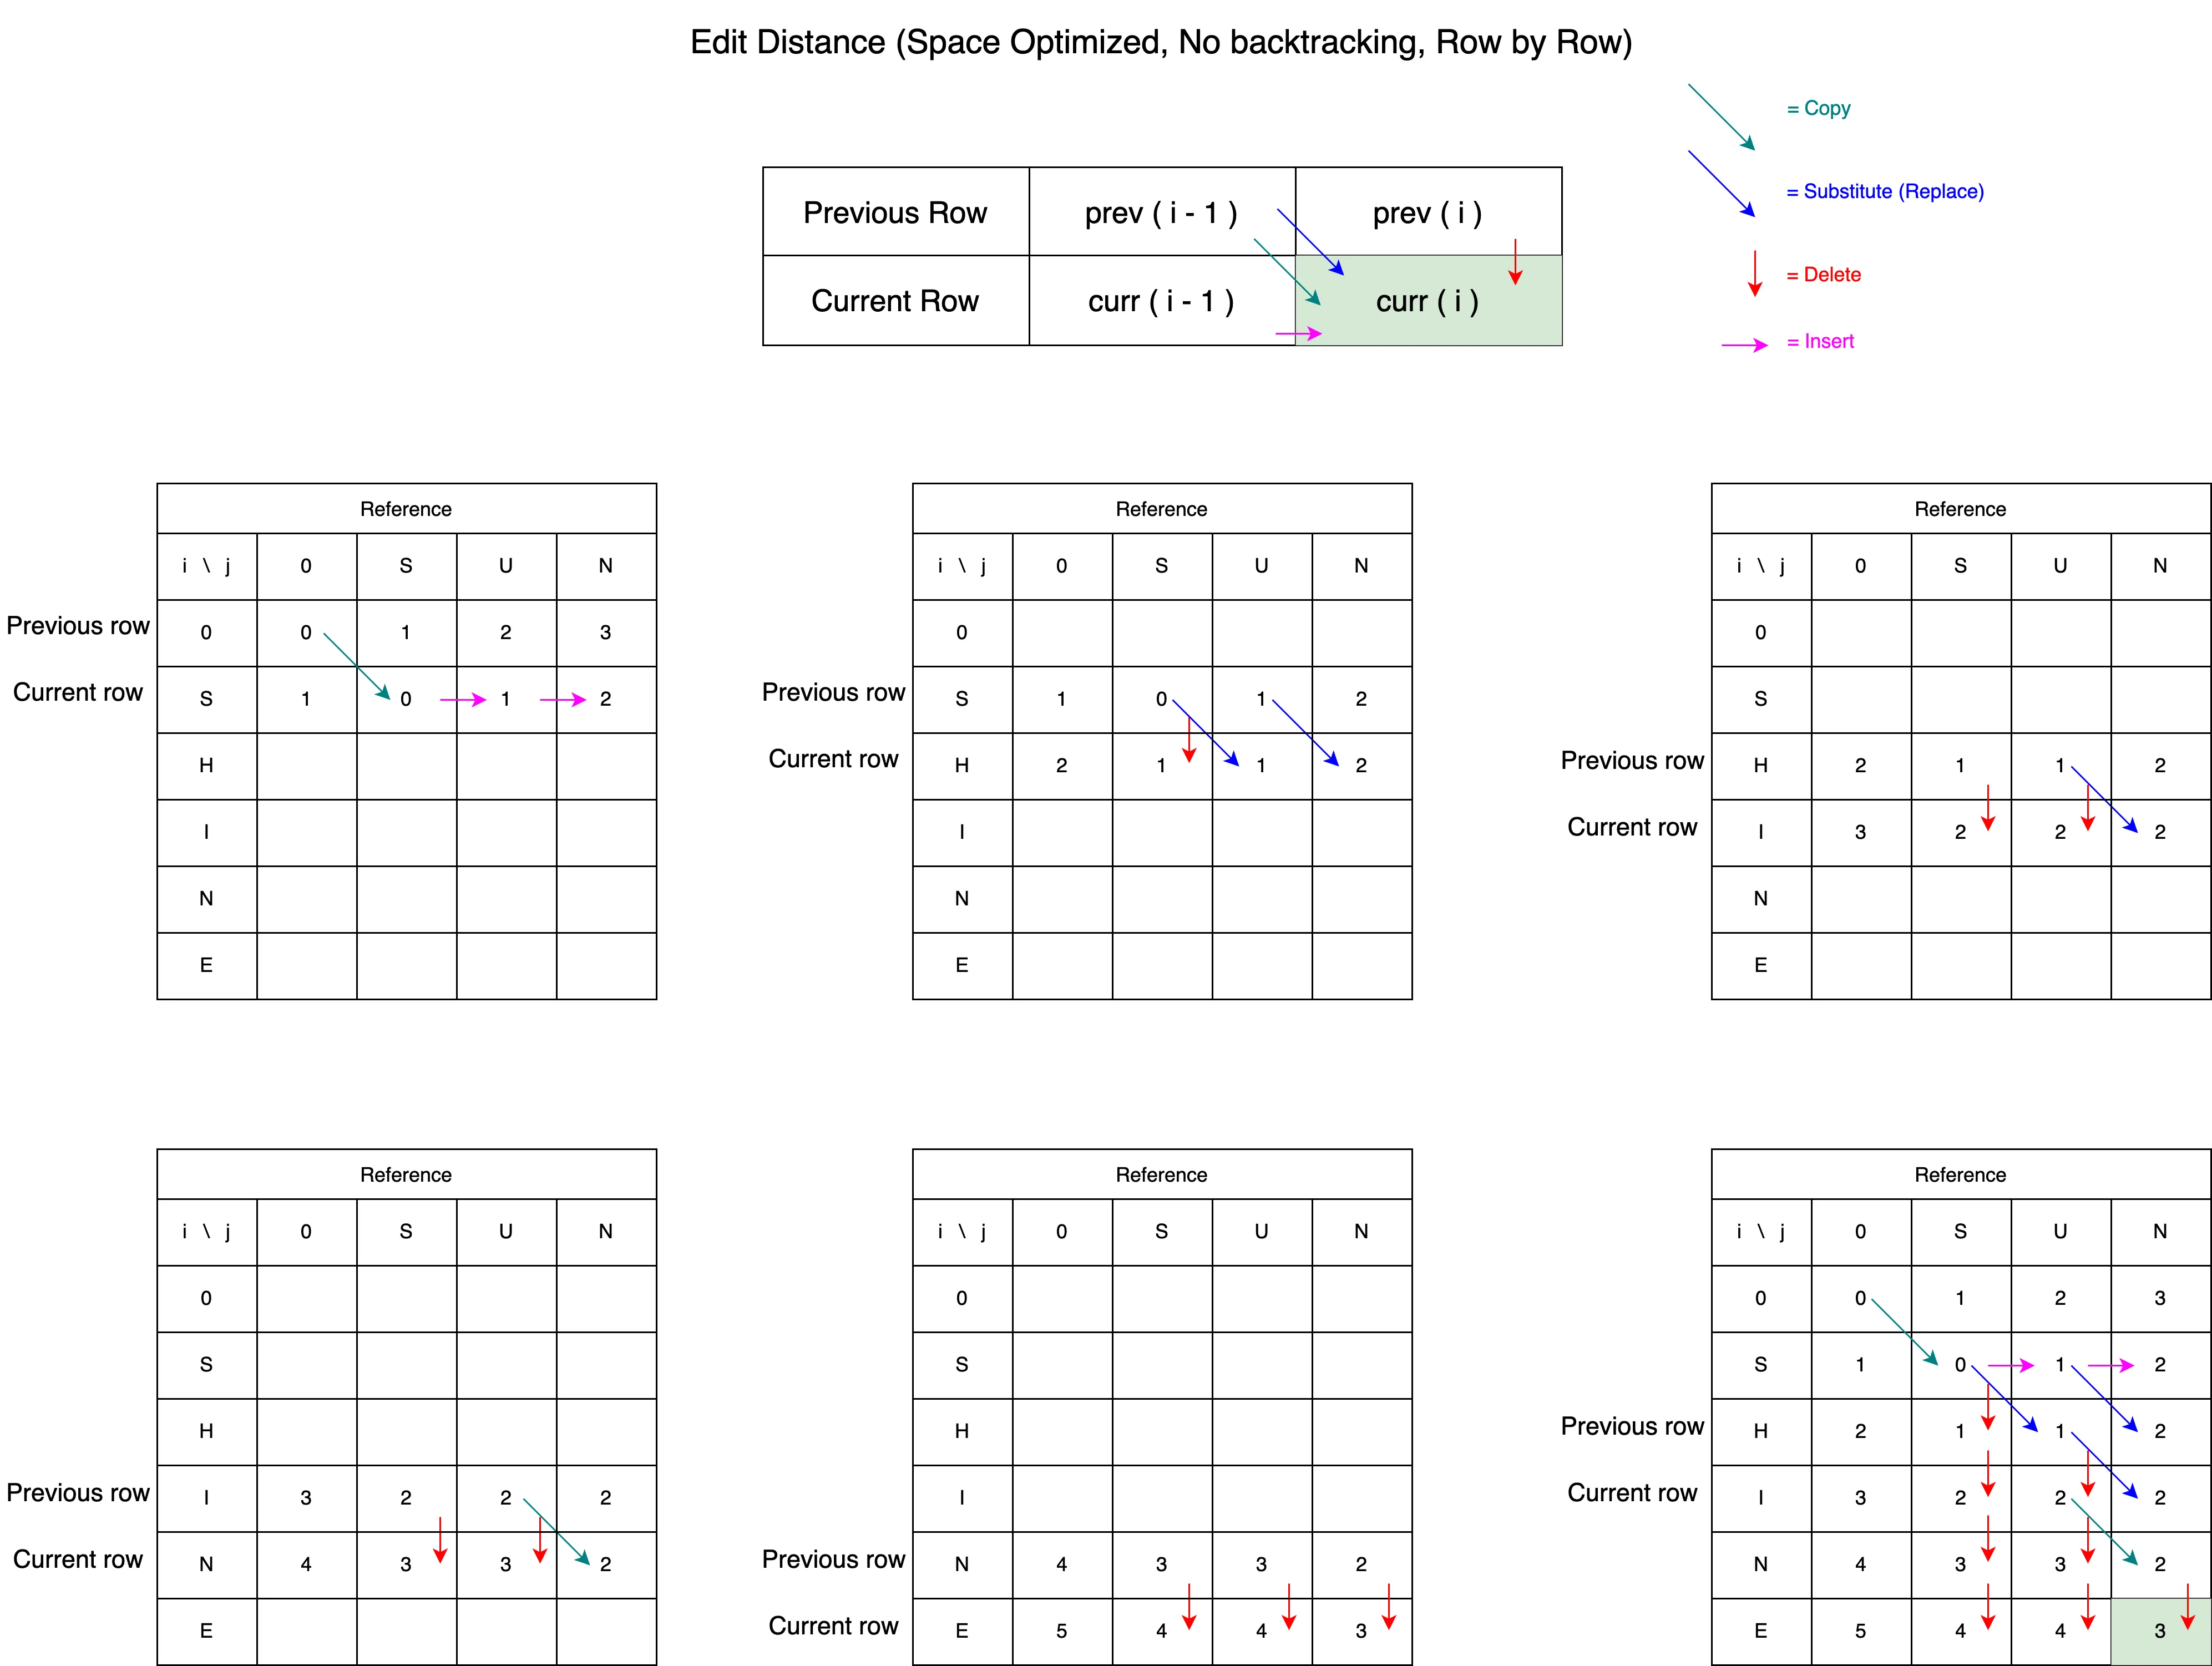 Edit Distance (Space Optimized, No backtracking, Row by Row)
= Copy
= Substitute (Replace)
= Delete
= Insert
Previous Row prev ( i - 1 ) prev ( i )
Current Row curr ( i - 1 ) curr ( i )
Reference
i \ j 0 S U N
Previous row 0 0 1 2 3
Current row S 1 0 1 2
H
I
N
E
Reference
i \ j 0 S U N
0
Previous row S 1 0 1 2
Current row H 2 1 1 2
I
N
E
Reference
i \ j 0 S U N
0
S
Previous row H 2 1 1 2
Current row I 3 2 2 2
N
E
Reference
i \ j 0 S U N
0
S
H
Previous row I 3 2 2 2
Current row N 4 3 3 2
E
Reference
i \ j 0 S U N
0
S
H
I
Previous row N 4 3 3 2
Current row E 5 4 4 3
Reference
i \ j 0 S U N
0 0 1 2 3
S 1 0 1 2
Previous row H 2 1 1 2
Current row I 3 2 2 2
N 4 3 3 2
E 5 4 4 3